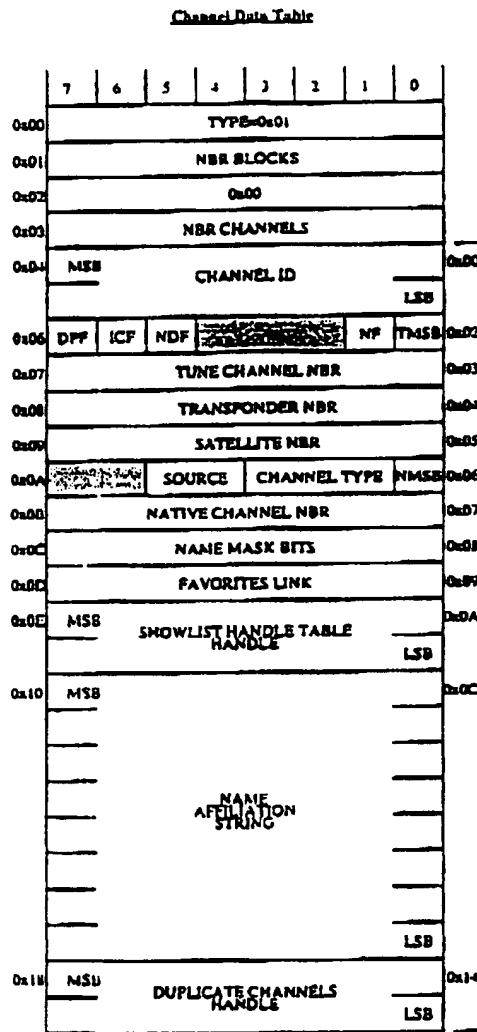 Channel Data Table
7 6 5 4 3 2 1 0
0x00 TYPE=0x01
0x01 NBR BLOCKS
0x02 0x00
0x03 NBR CHANNELS
0x04 MSB CHANNEL ID 0x00
LSB
0x06 DPF ICF NDF NF TMSB 0x02
0x07 TUNE CHANNEL NBR 0x03
0x08 TRANSPONDER NBR 0x04
0x09 SATELLITE NBR 0x05
0x0A SOURCE CHANNEL TYPE NMSB 0x06
0x0B NATIVE CHANNEL NBR 0x07
0x0C NAME MASK BITS 0x08
0x0D FAVORITES LINK 0x09
0x0E MSB SHOWLIST HANDLE TABLE 0x0A
HANDLE
LSB
0x10 MSB 0x0C
NAME
AFFILIATION
STRING
LSB
0x18 MSB DUPLICATE CHANNELS 0x14
HANDLE
LSB